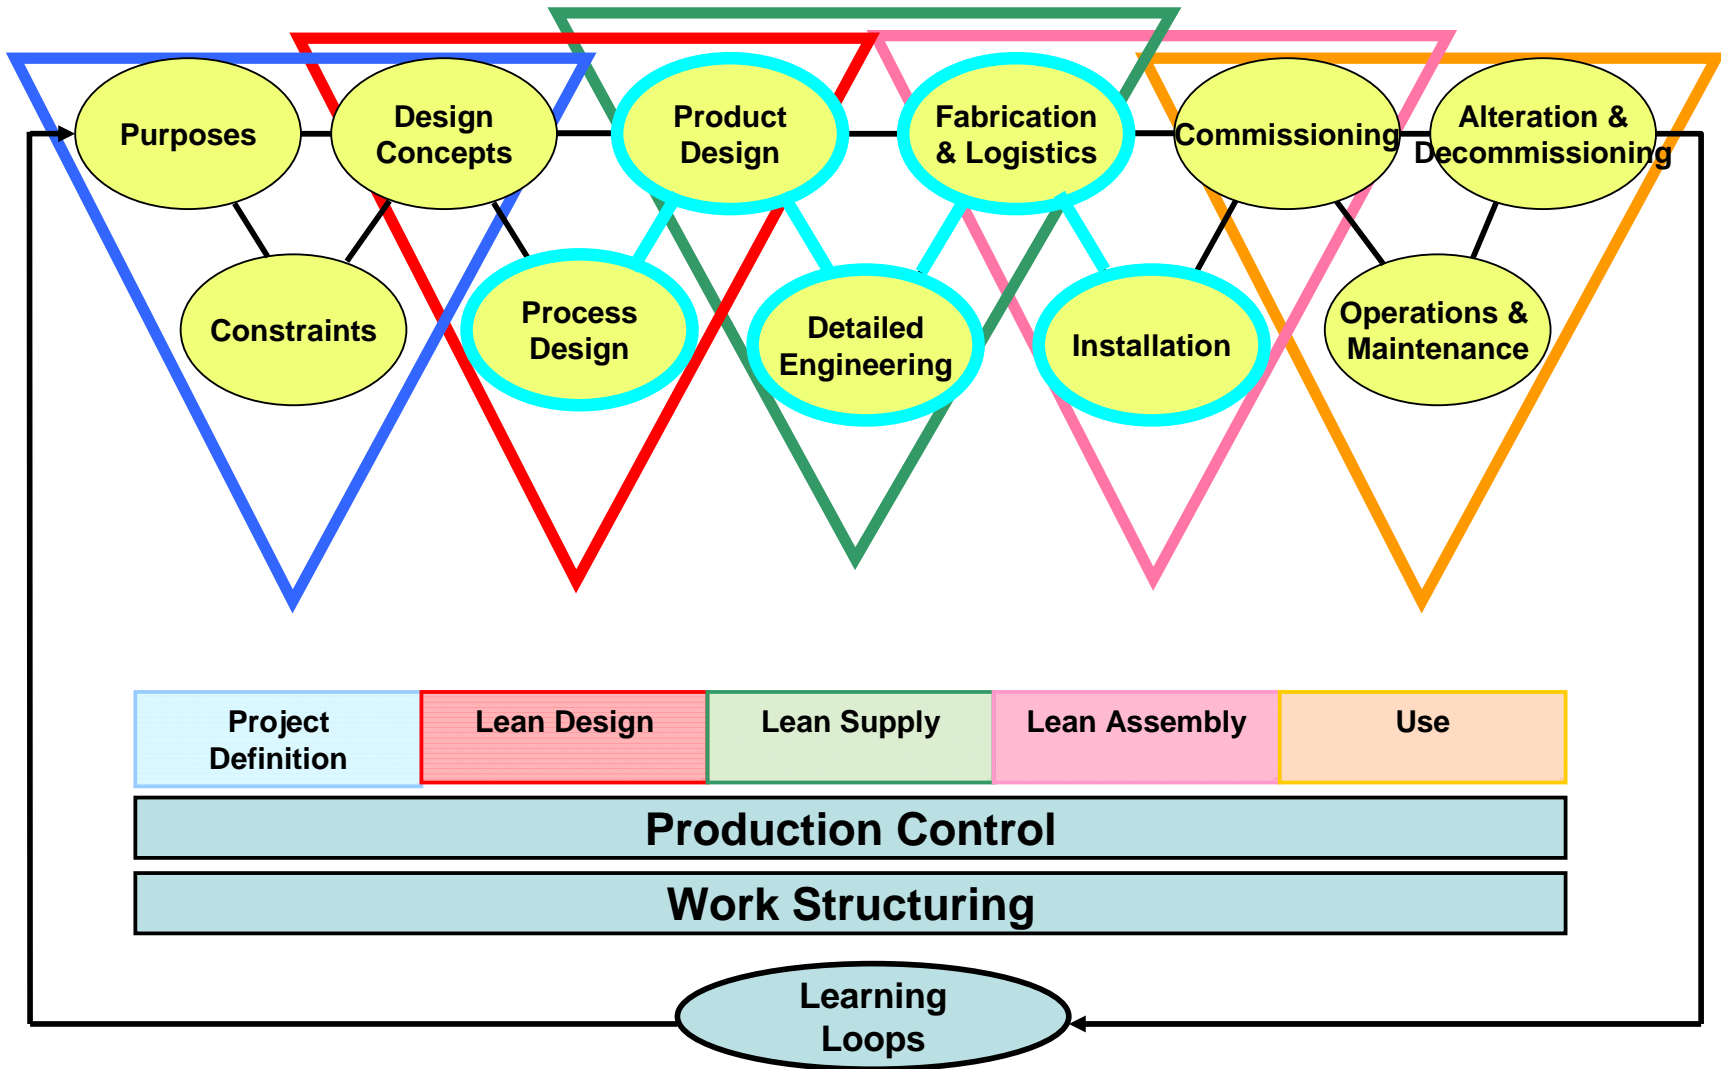 Purposes
Design
Concepts
Product
Design
Fabrication
& Logistics
Commissioning
Alteration &
Decommissioning
Constraints
Process
Design
Detailed
Engineering
Installation
Operations &
Maintenance
Project
Definition
Lean Design
Lean Supply
Lean Assembly
Use
Production Control
Work Structuring
Learning
Loops